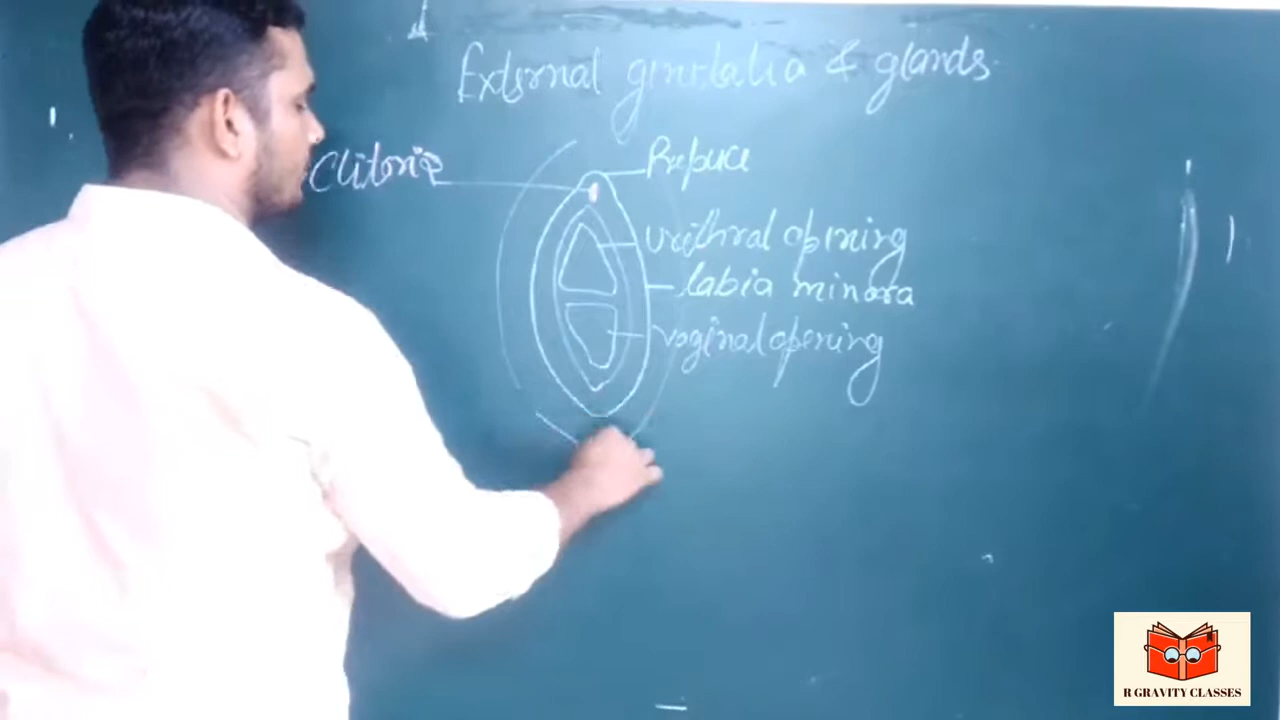 External genitalia & glands.
Clitoris
Prepuce
Urethral opening
labia minora
vaginal opening
R GRAVITY CLASSES